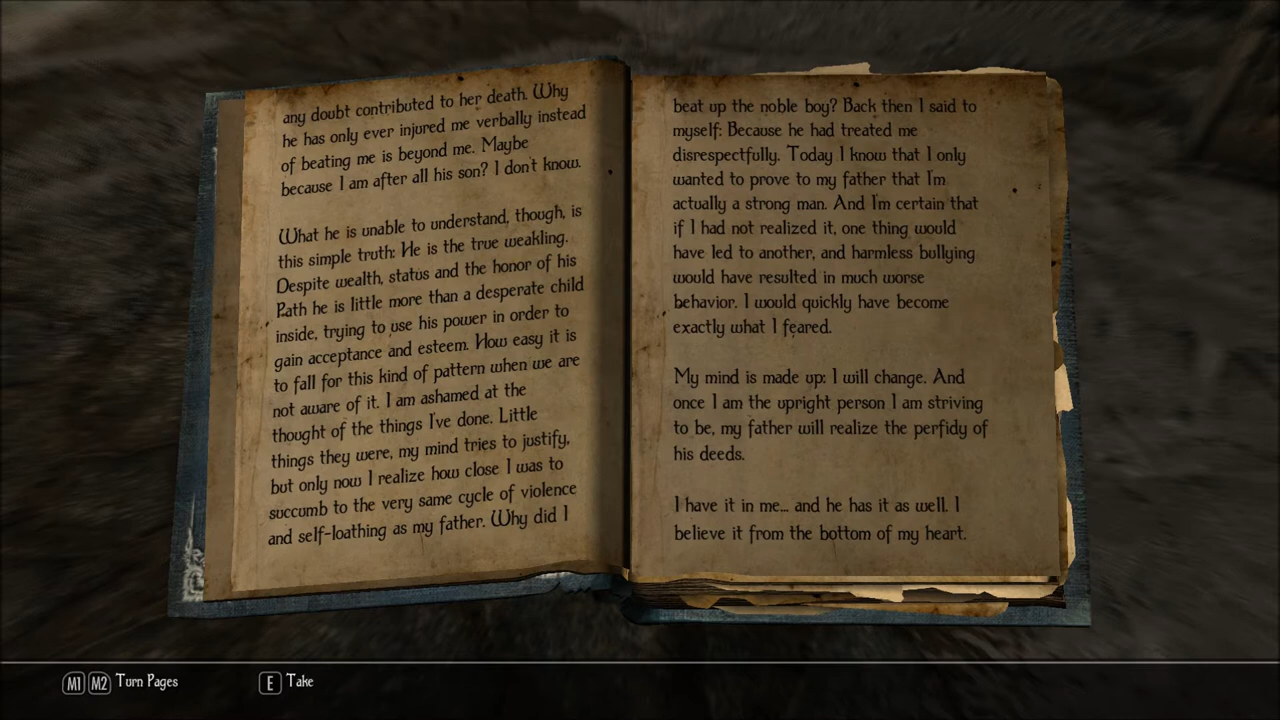 any doubt contributed to her death. Why
he has only ever injured me verbally instead
of beating me is beyond me. Maybe
because I am after all his son? I don't know.
What he is unable to understand, though, is
this simple truth: He is the true weakling.
Despite wealth, status and the honor of his
Path he is little more than a desperate child
inside, trying to use his power in order to
gain acceptance and esteem. How easy it is
to fall for this kind of pattern when we are
not aware of it. I am ashamed at the
thought of the things I've done. Little
things they were, my mind tries to justify,
but only now I realize how close I was to
succumb to the very same cycle of violence
and self-loathing as my father. Why did I
beat up the noble boy? Back then I said to
myself: Because he had treated me
disrespectfully. Today I know that I only
wanted to prove to my father that I'm
actually a strong man. And I'm certain that
if I had not realized it, one thing would
have led to another, and harmless bullying
would have resulted in much worse
behavior. I would quickly have become
exactly what I feared.
My mind is made up: I will change. And
once I am the upright person I am striving
to be, my father will realize the perfidy of
his deeds.
I have it in me... and he has it as well. I
believe it from the bottom of my heart.
M1 M2 Turn Pages
E Take